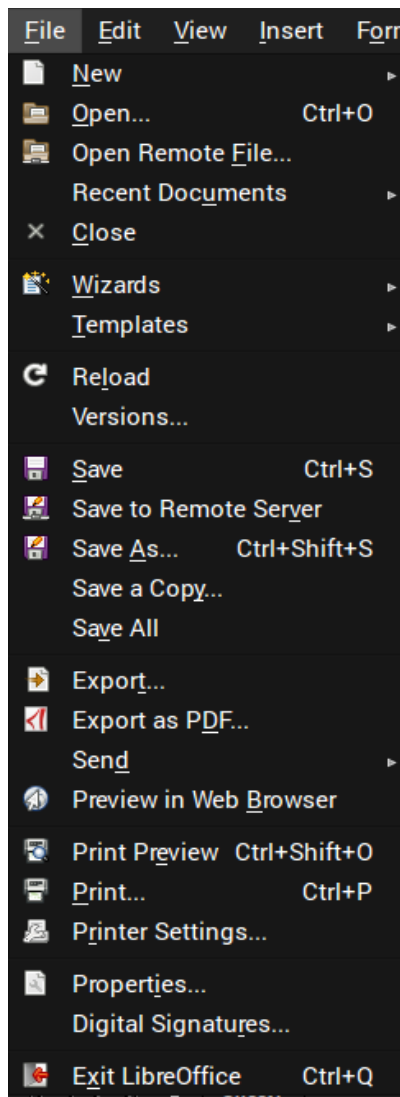 File Edit View Insert Forr
New
Open... Ctrl+O
Open Remote File...
Recent Documents
Close
Wizards
Templates
Reload
Versions...
Save Ctrl+S
Save to Remote Server
Save As... Ctrl+Shift+S
Save a Copy...
Save All
Export...
Export as PDF...
Send
Preview in Web Browser
Print Preview Ctrl+Shift+O
Print... Ctrl+P
Printer Settings...
Properties...
Digital Signatures...
Exit LibreOffice Ctrl+Q